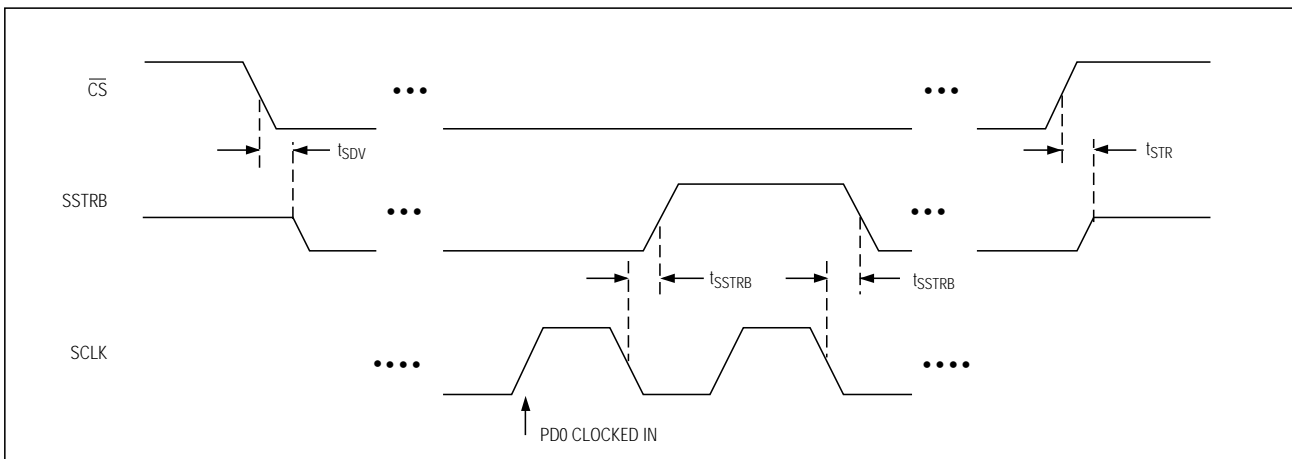 CS
tSDV
tSTR
SSTRB
tSSTRB
tSSTRB
SCLK
PD0 CLOCKED IN